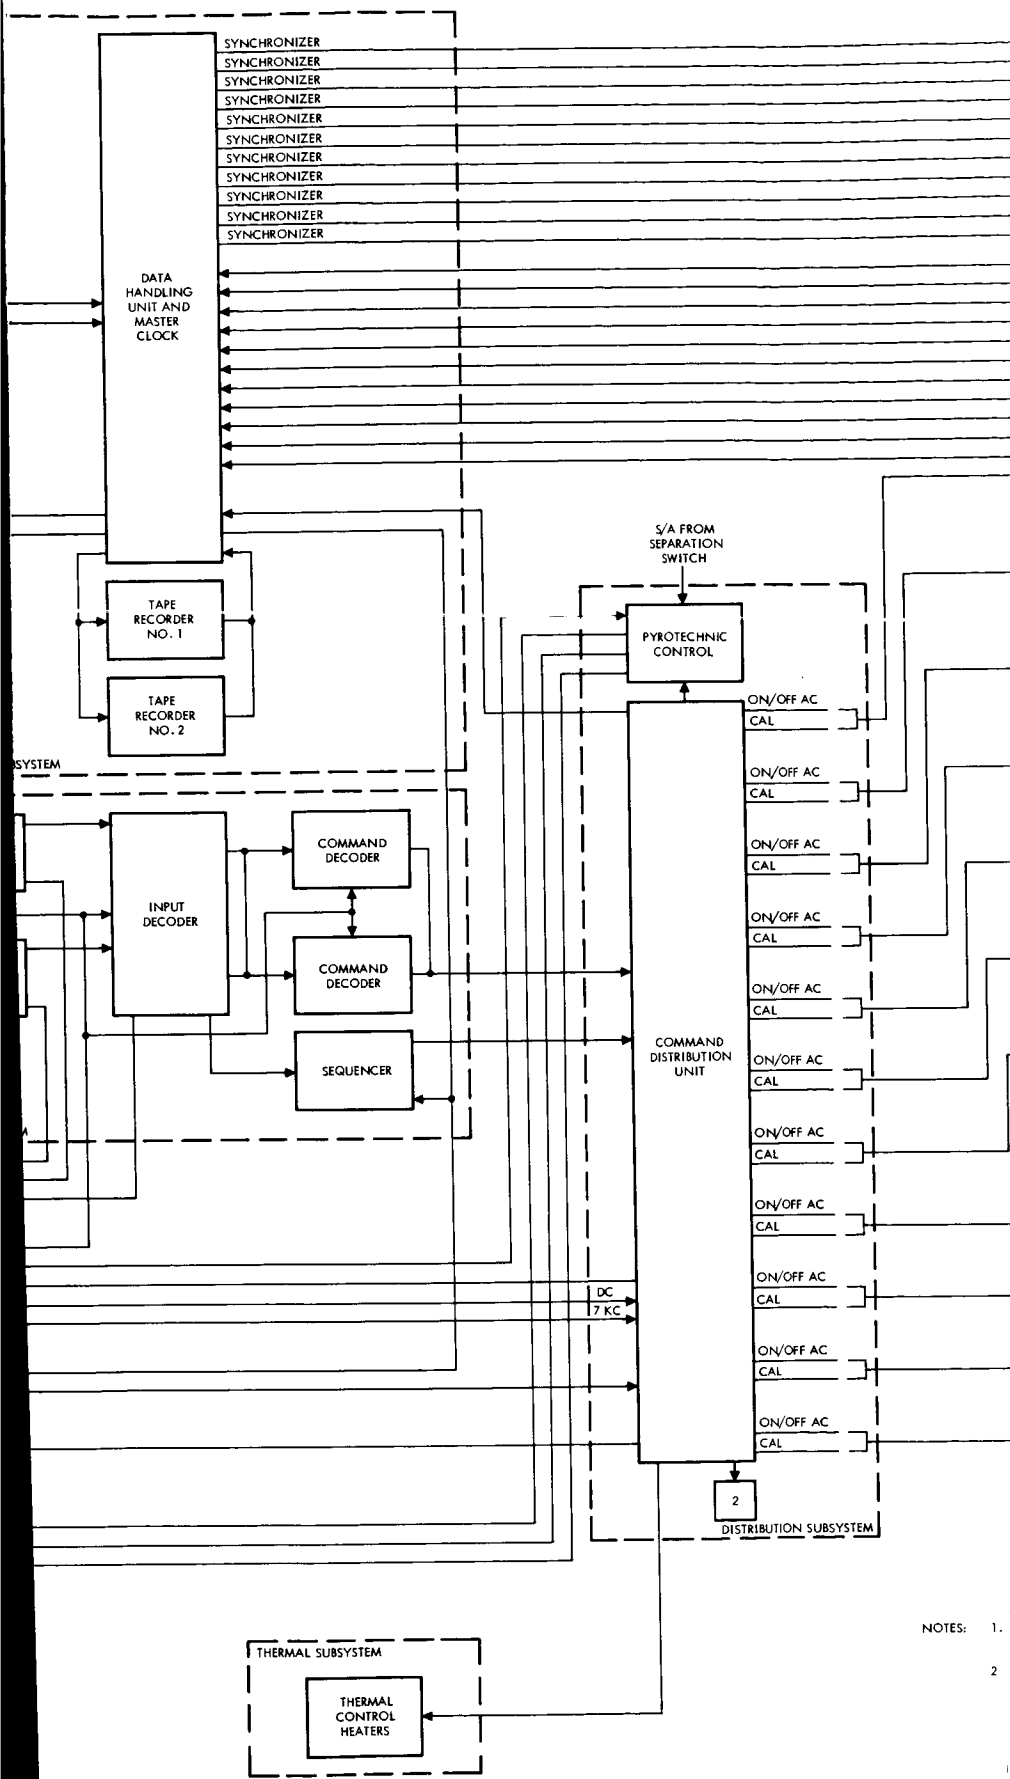 SYNCHRONIZER
SYNCHRONIZER
SYNCHRONIZER
SYNCHRONIZER
SYNCHRONIZER
SYNCHRONIZER
SYNCHRONIZER
SYNCHRONIZER
SYNCHRONIZER
SYNCHRONIZER
SYNCHRONIZER
DATA
HANDLING
UNIT AND
MASTER
CLOCK
TAPE
RECORDER
NO. 1
TAPE
RECORDER
NO. 2
SYSTEM
S/A FROM
SEPARATION
SWITCH
PYROTECHNIC
CONTROL
INPUT
DECODER
COMMAND
DECODER
COMMAND
DECODER
SEQUENCER
M
COMMAND
DISTRIBUTION
UNIT
DC
7 KC
ON/OFF AC
CAL
ON/OFF AC
CAL
ON/OFF AC
CAL
ON/OFF AC
CAL
ON/OFF AC
CAL
ON/OFF AC
CAL
ON/OFF AC
CAL
ON/OFF AC
CAL
ON/OFF AC
CAL
ON/OFF AC
CAL
ON/OFF AC
CAL
2
DISTRIBUTION SUBSYSTEM
THERMAL SUBSYSTEM
THERMAL
CONTROL
HEATERS
NOTES: 1.
2